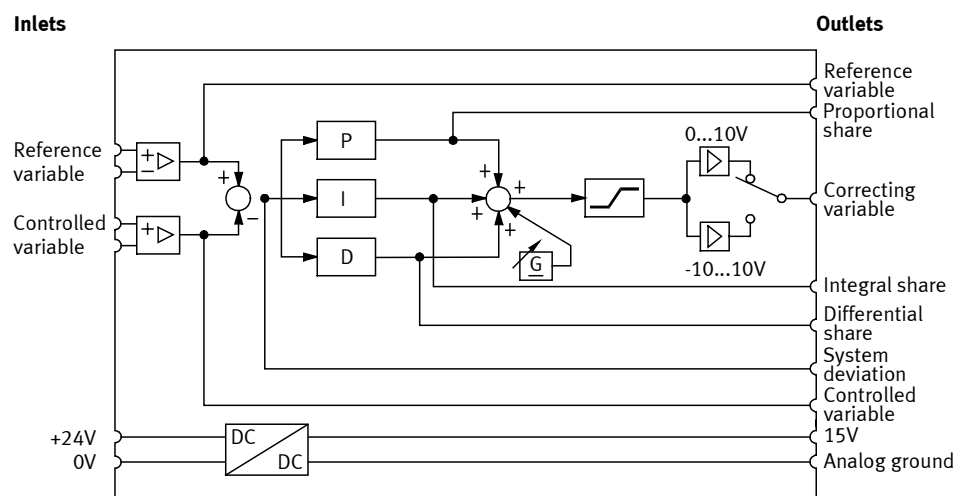 Inlets
Outlets
Reference
variable
Proportional
share
Reference
variable
Controlled
variable
+
−
+
+
−
P
I
D
+
+
+
+
G
0...10V
-10...10V
Correcting
variable
Integral share
Differential
share
System
deviation
Controlled
variable
+24V
0V
DC
DC
15V
Analog ground